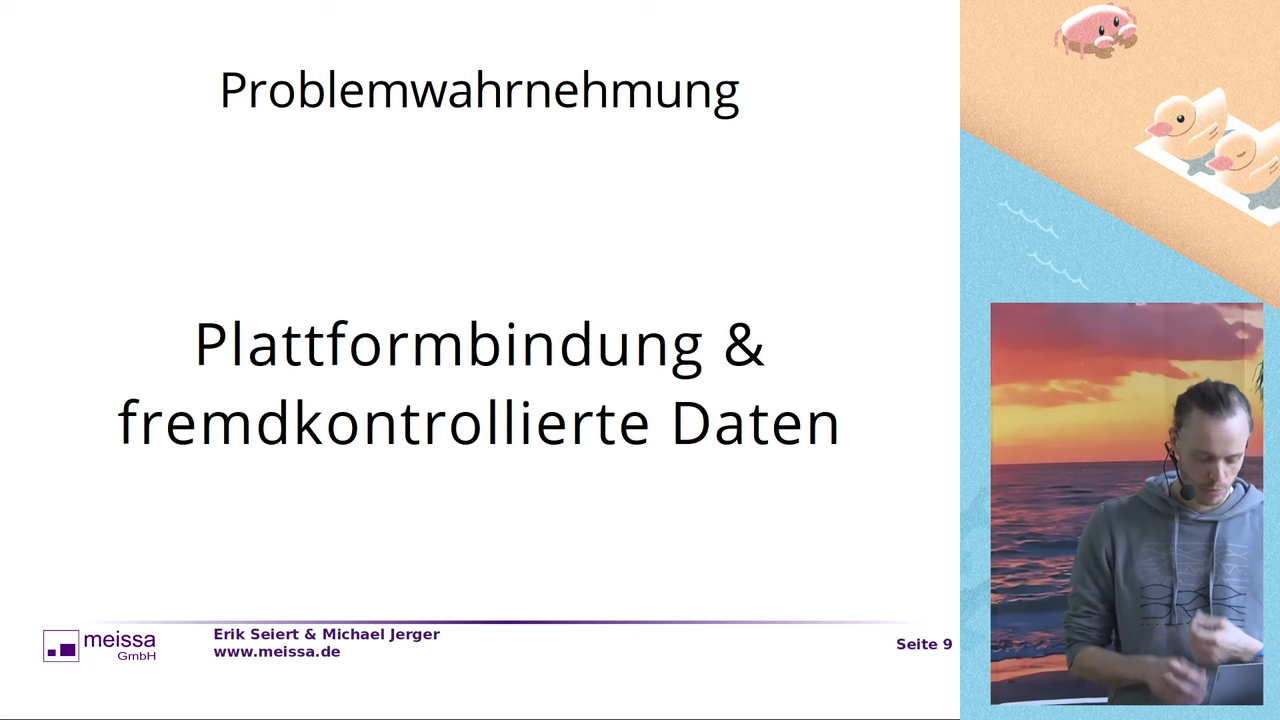 Problemwahrnehmung
Plattformbindung &
fremdkontrollierte Daten
meissa
GmbH
Erik Seiert & Michael Jerger
www.meissa.de
Seite 9